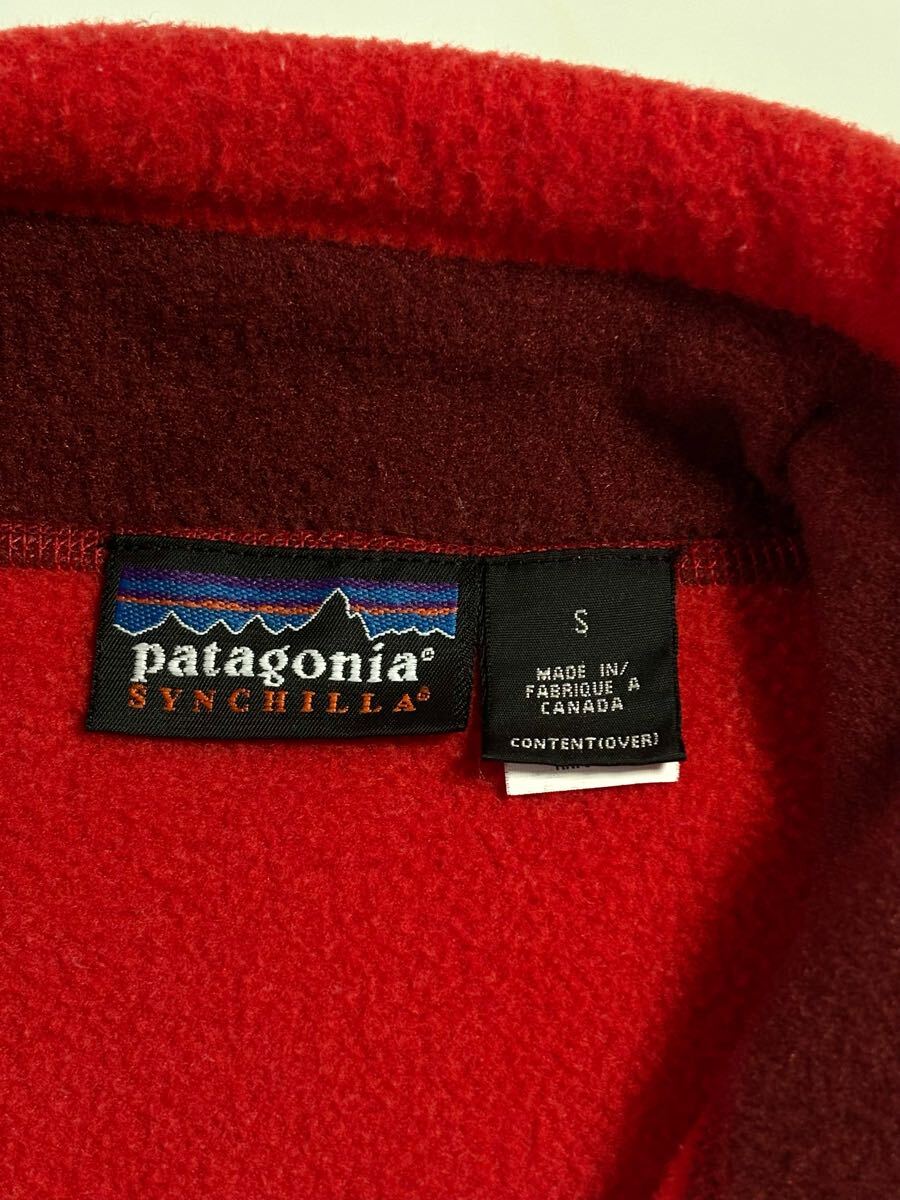 patagonia®
SYNCHILLA®
S
MADE IN/
FABRIQUE A
CANADA
CONTENT(OVER)